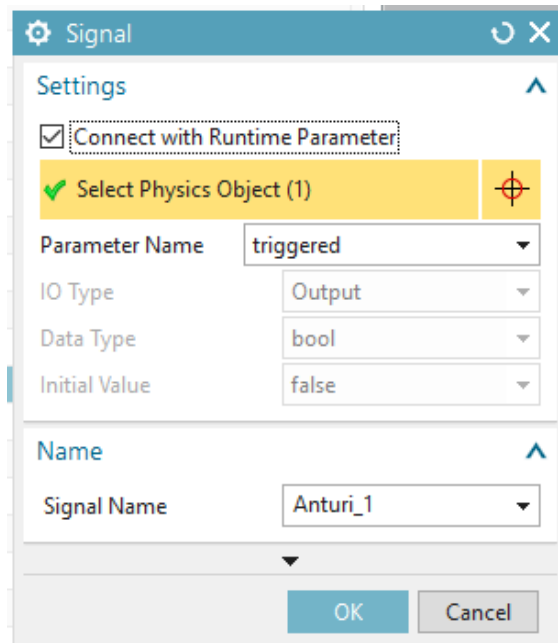 Signal
Settings
Connect with Runtime Parameter
Select Physics Object (1)
Parameter Name triggered
IO Type Output
Data Type bool
Initial Value false
Name
Signal Name Anturi_1
OK Cancel